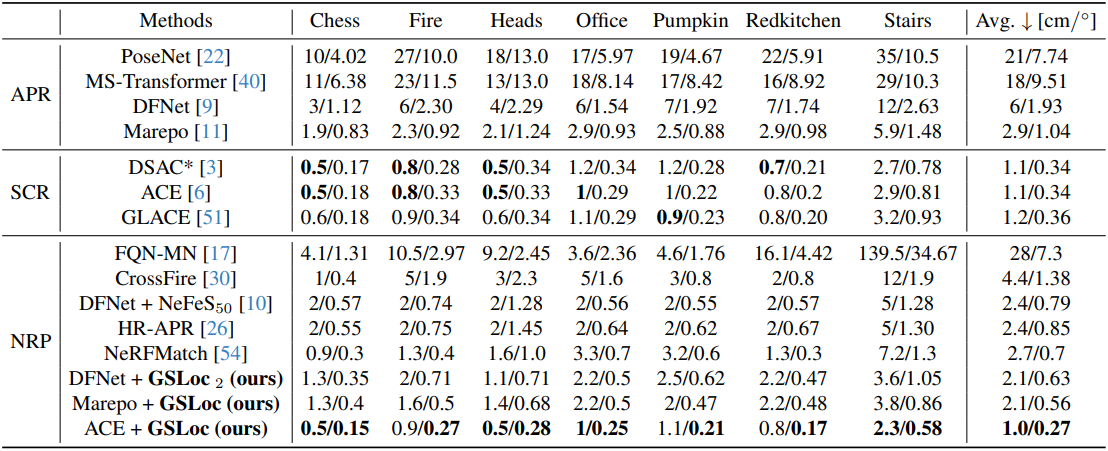 Methods Chess Fire Heads Office Pumpkin Redkitchen Stairs Avg. ↓ [cm/°]
APR
PoseNet [22] 10/4.02 27/10.0 18/13.0 17/5.97 19/4.67 22/5.91 35/10.5 21/7.74
MS-Transformer [40] 11/6.38 23/11.5 13/13.0 18/8.14 17/8.42 16/8.92 29/10.3 18/9.51
DFNet [9] 3/1.12 6/2.30 4/2.29 6/1.54 7/1.92 7/1.74 12/2.63 6/1.93
Marepo [11] 1.9/0.83 2.3/0.92 2.1/1.24 2.9/0.93 2.5/0.88 2.9/0.98 5.9/1.48 2.9/1.04
SCR
DSAC* [3] 0.5/0.17 0.8/0.28 0.5/0.34 1.2/0.34 1.2/0.28 0.7/0.21 2.7/0.78 1.1/0.34
ACE [6] 0.5/0.18 0.8/0.33 0.5/0.33 1/0.29 1/0.22 0.8/0.2 2.9/0.81 1.1/0.34
GLACE [51] 0.6/0.18 0.9/0.34 0.6/0.34 1.1/0.29 0.9/0.23 0.8/0.20 3.2/0.93 1.2/0.36
NRP
FQN-MN [17] 4.1/1.31 10.5/2.97 9.2/2.45 3.6/2.36 4.6/1.76 16.1/4.42 139.5/34.67 28/7.3
CrossFire [30] 1/0.4 5/1.9 3/2.3 5/1.6 3/0.8 2/0.8 12/1.9 4.4/1.38
DFNet + NeFeS50 [10] 2/0.57 2/0.74 2/1.28 2/0.56 2/0.55 2/0.57 5/1.28 2.4/0.79
HR-APR [26] 2/0.55 2/0.75 2/1.45 2/0.64 2/0.62 2/0.67 5/1.30 2.4/0.85
NeRFMatch [54] 0.9/0.3 1.3/0.4 1.6/1.0 3.3/0.7 3.2/0.6 1.3/0.3 7.2/1.3 2.7/0.7
DFNet + GSLoc 2 (ours) 1.3/0.35 2/0.71 1.1/0.71 2.2/0.5 2.5/0.62 2.2/0.47 3.6/1.05 2.1/0.63
Marepo + GSLoc (ours) 1.3/0.4 1.6/0.5 1.4/0.68 2.2/0.5 2/0.47 2.2/0.48 3.8/0.86 2.1/0.56
ACE + GSLoc (ours) 0.5/0.15 0.9/0.27 0.5/0.28 1/0.25 1.1/0.21 0.8/0.17 2.3/0.58 1.0/0.27